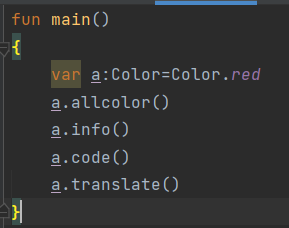 fun main()
{
var a:Color=Color.red
a.allcolor()
a.info()
a.code()
a.translate()
}